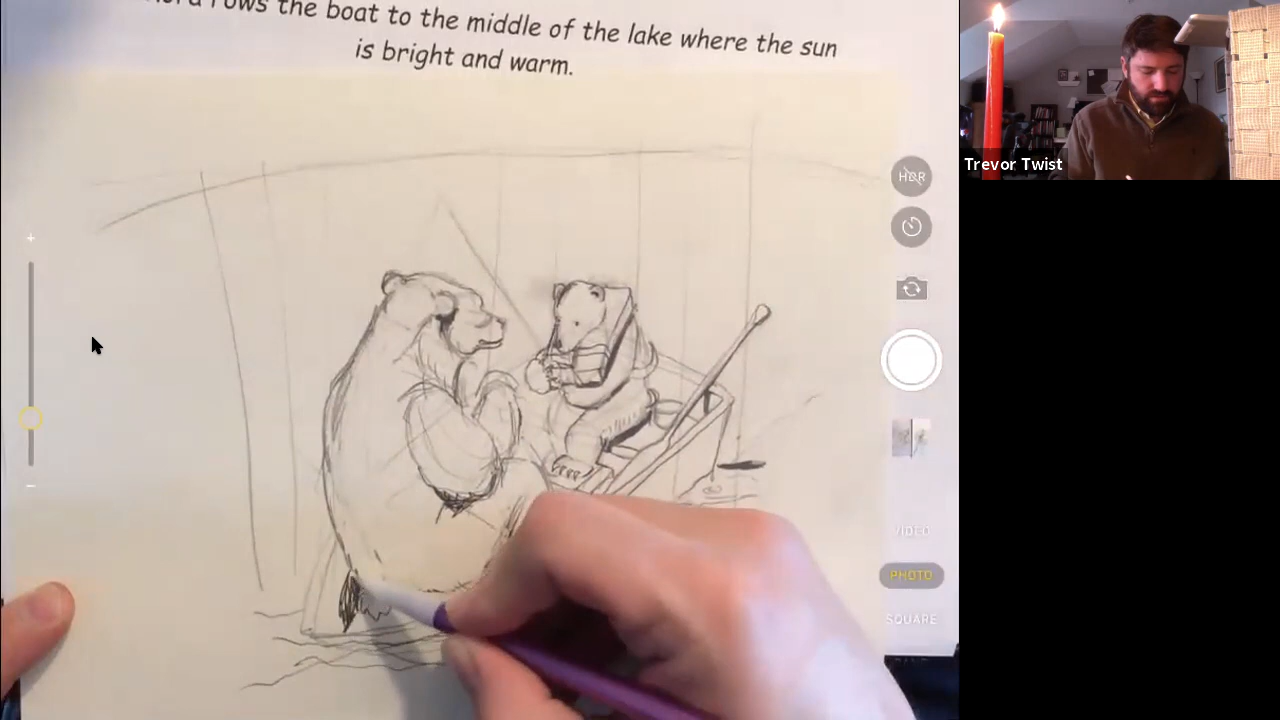 rows the boat to the middle of the lake where the sun
is bright and warm.
HDR
Trevor Twist
VIDEO
PHOTO
SQUARE